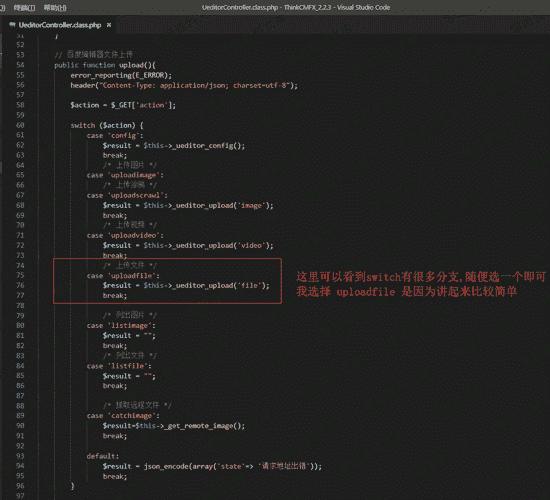 终端(T) 帮助(H)
UeditorController.class.php - ThinkCMFX_2.2.3 - Visual Studio Code
UeditorController.class.php ×
51 }
52
53 // 百度编辑器文件上传
54 public function upload(){
55 error_reporting(E_ERROR);
56 header("Content-Type: application/json; charset=utf-8");
57
58 $action = $_GET['action'];
59
60 switch ($action) {
61 case 'config':
62 $result = $this->_ueditor_config();
63 break;
64 /* 上传图片 */
65 case 'uploadimage':
66 /* 上传涂鸦 */
67 case 'uploadscrawl':
68 $result = $this->_ueditor_upload('image');
69 break;
70 /* 上传视频 */
71 case 'uploadvideo':
72 $result = $this->_ueditor_upload('video');
73 break;
74 /* 上传文件 */
75 case 'uploadfile':
76 $result = $this->_ueditor_upload('file');
77 break;
78
79 /* 列出图片 */
80 case 'listimage':
81 $result = "";
82 break;
83 /* 列出文件 */
84 case 'listfile':
85 $result = "";
86 break;
87
88 /* 抓取远程文件 */
89 case 'catchimage':
90 $result=$this->_get_remote_image();
91 break;
92
93 default:
94 $result = json_encode(array('state'=> '请求地址出错'));
95 break;
96 }
97
这里可以看到switch有很多分支,随便选一个即可
我选择 uploadfile 是因为讲起来比较简单